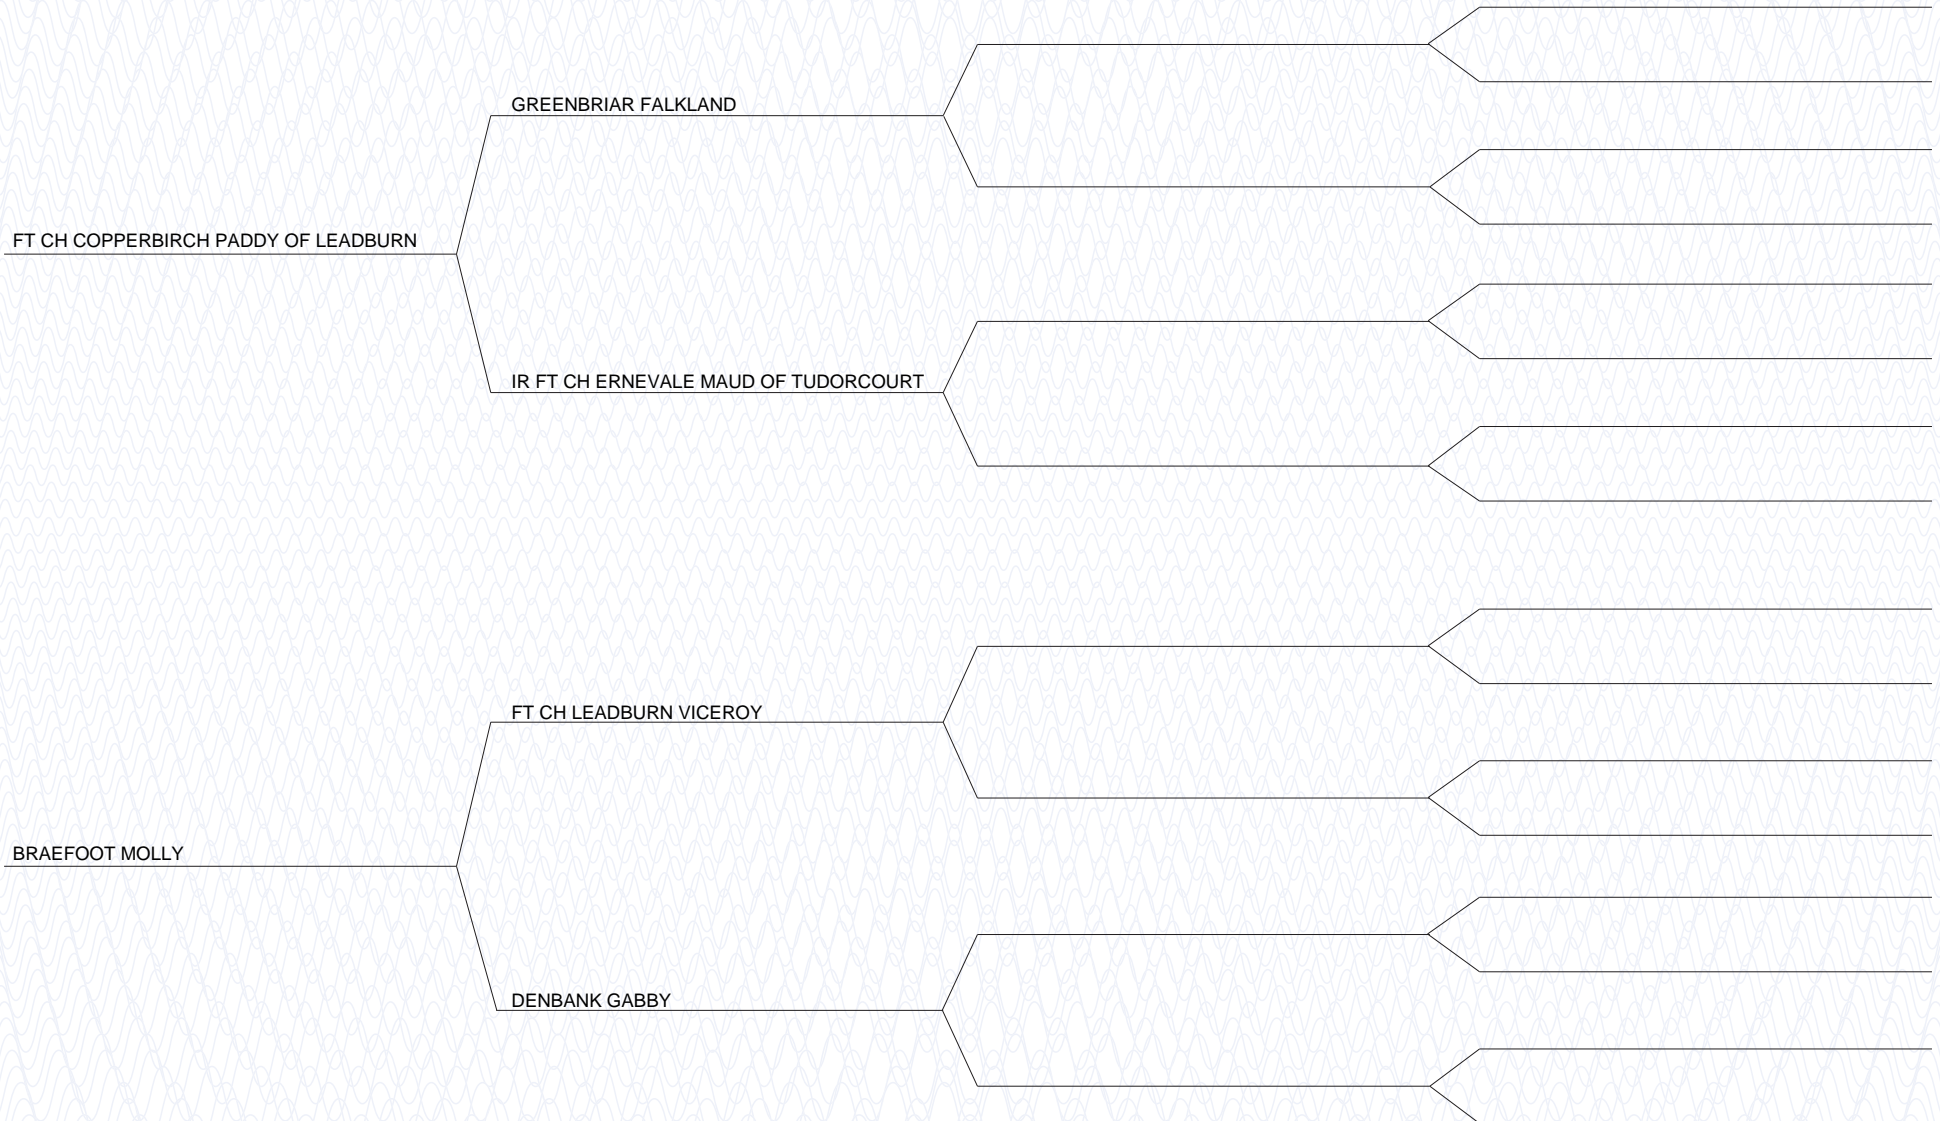 GREENBRIAR FALKLAND
FT CH COPPERBIRCH PADDY OF LEADBURN
IR FT CH ERNEVALE MAUD OF TUDORCOURT
FT CH LEADBURN VICEROY
BRAEFOOT MOLLY
DENBANK GABBY